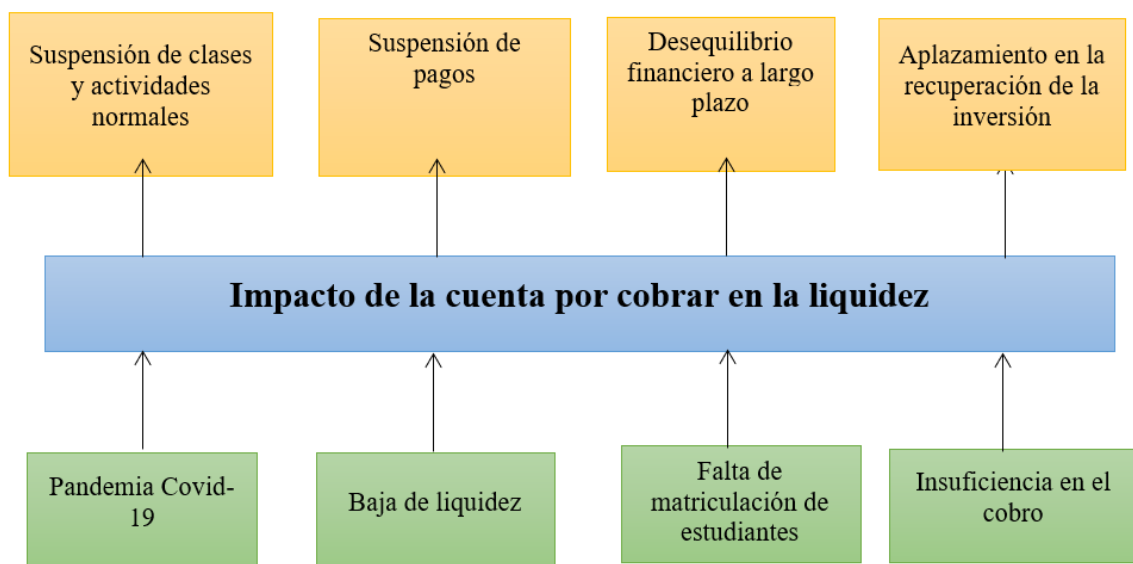 Suspensión de clases
y actividades
normales
Suspensión de
pagos
Desequilibrio
financiero a largo
plazo
Aplazamiento en la
recuperación de la
inversión
Impacto de la cuenta por cobrar en la liquidez
Pandemia Covid-
19
Baja de liquidez
Falta de
matriculación de
estudiantes
Insuficiencia en el
cobro